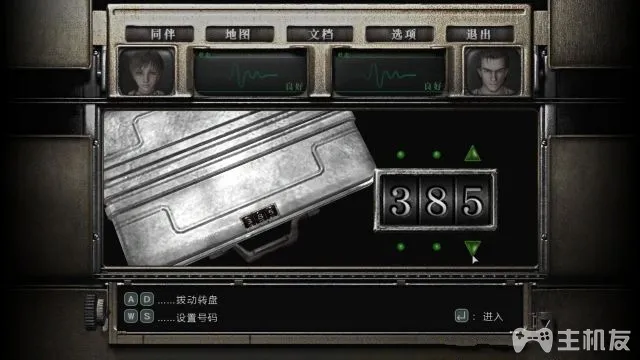 同伴 地图 文档 选项 退出
良好 良好
385
385
A D ......拨动转盘
W S ......设置号码
: 进入
主机友